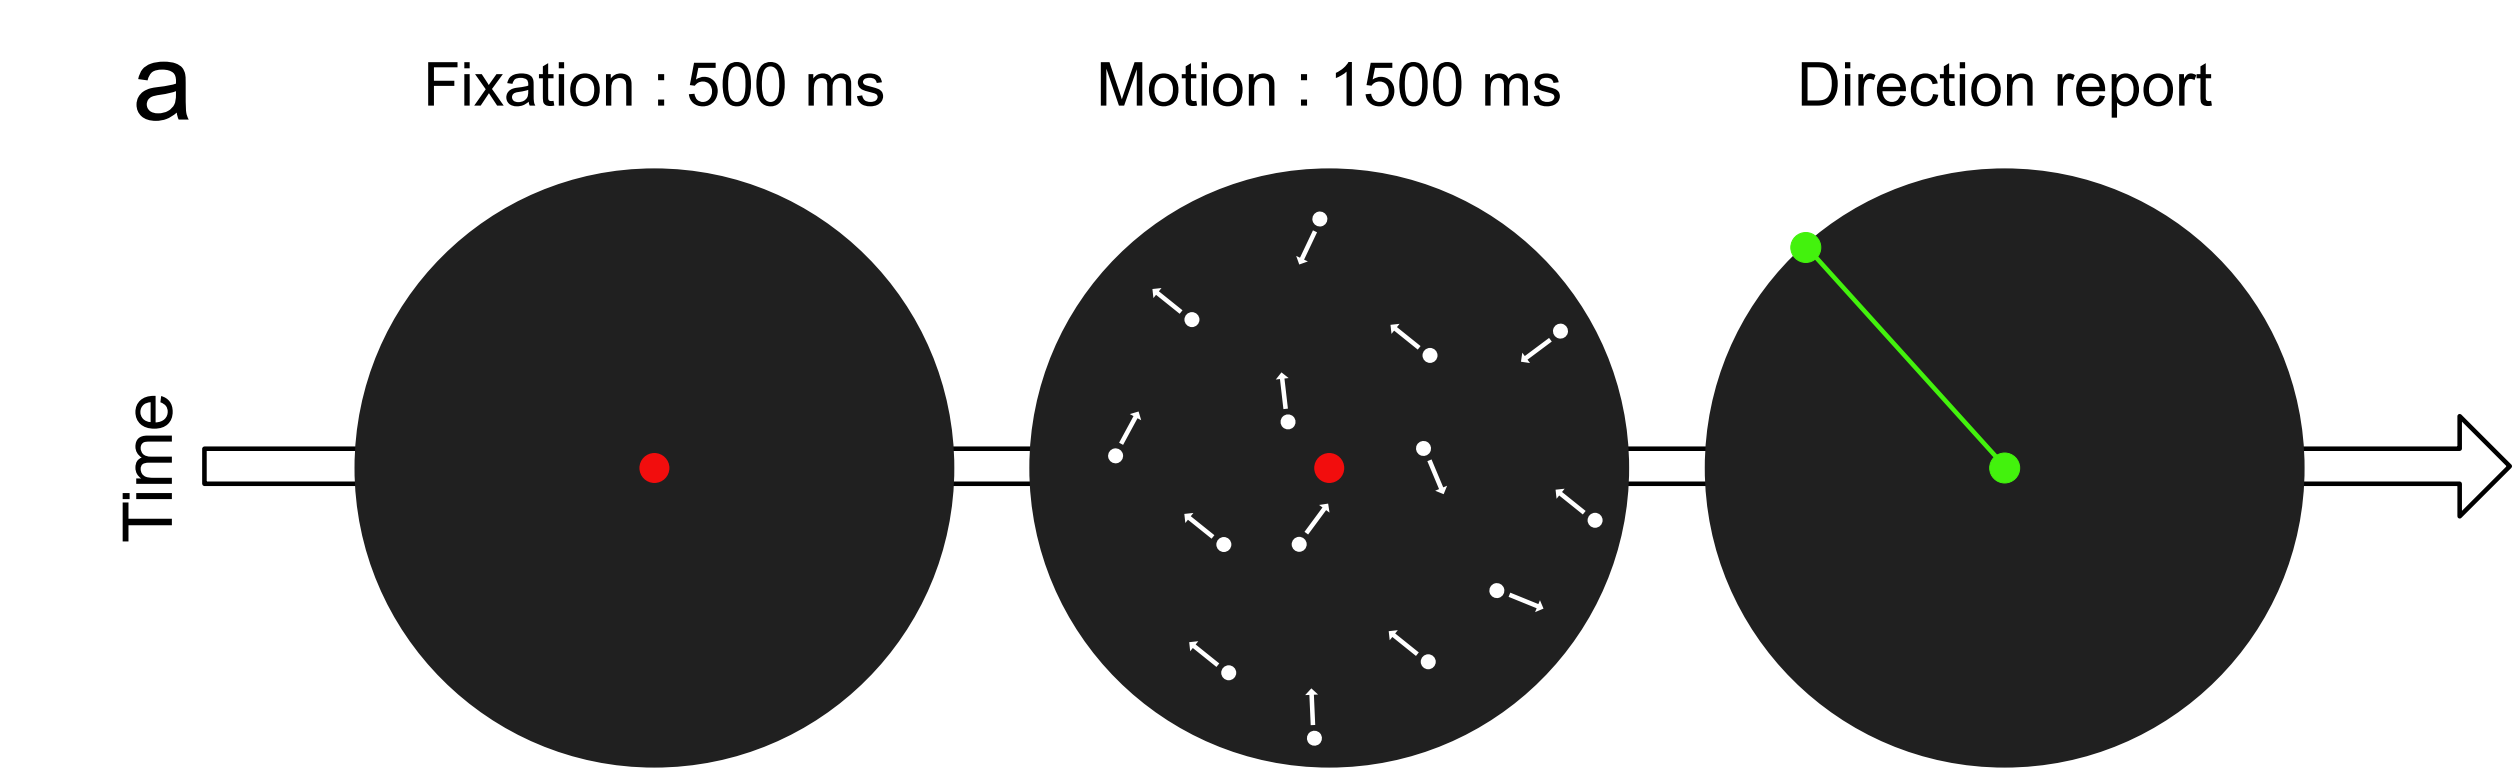 a
Fixation : 500 ms
Motion : 1500 ms
Direction report
Time